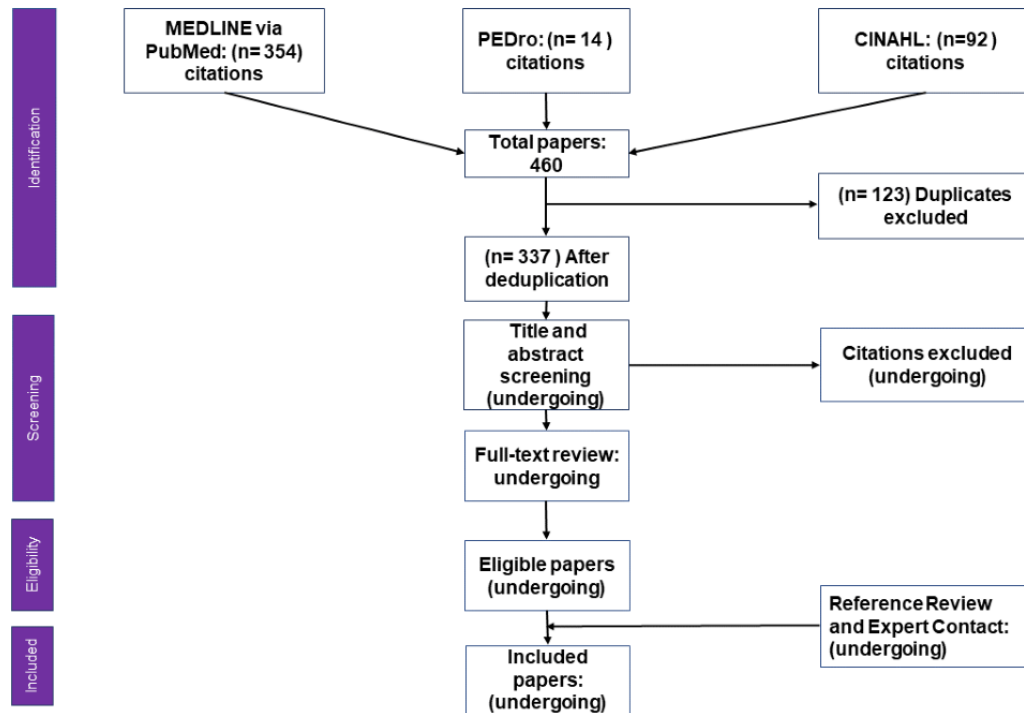 MEDLINE via
PubMed: (n= 354)
citations
PEDro: (n= 14 )
citations
CINAHL: (n=92 )
citations
Identification
Total papers:
460
(n= 123) Duplicates
excluded
(n= 337 ) After
deduplication
Screening
Title and
abstract
screening
(undergoing)
Citations excluded
(undergoing)
Full-text review:
undergoing
Eligibility
Eligible papers
(undergoing)
Reference Review
and Expert Contact:
(undergoing)
Included
Included
papers:
(undergoing)